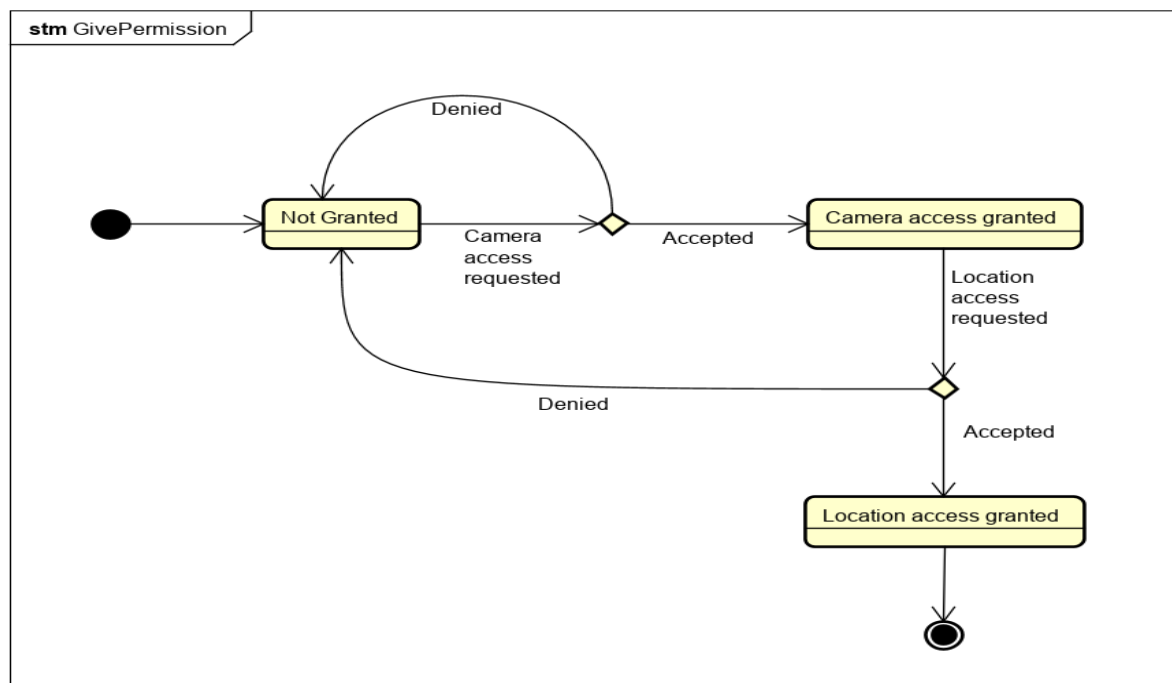 stm GivePermission
Denied
Not Granted
Camera
access
requested
Accepted
Camera access granted
Location
access
requested
Denied
Accepted
Location access granted